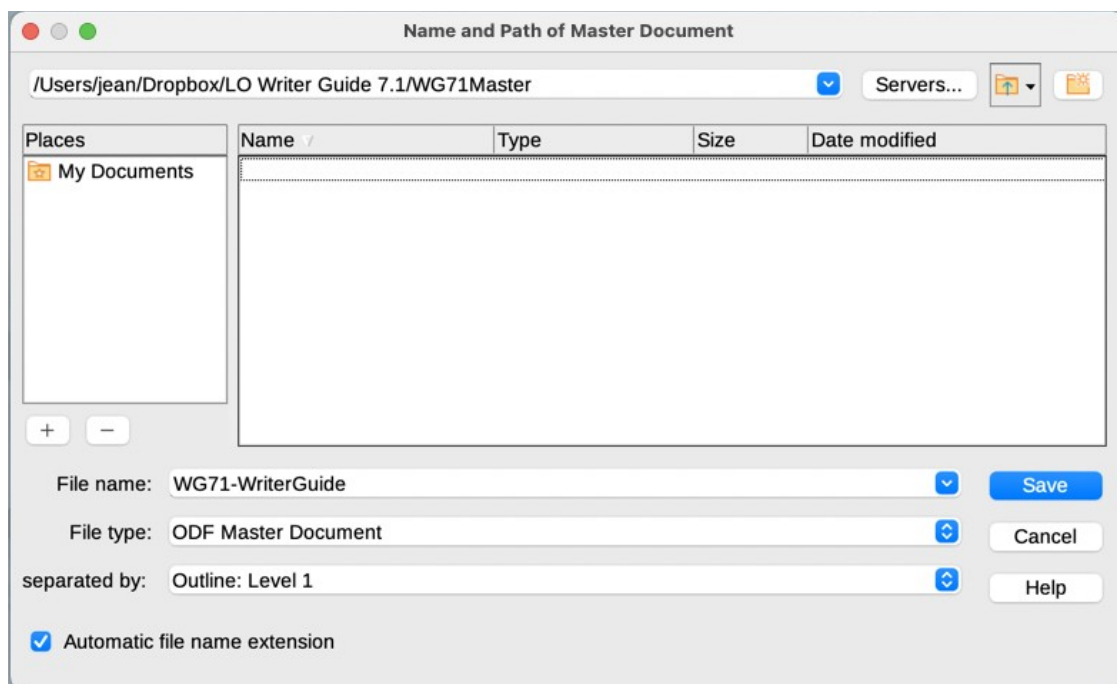 Name and Path of Master Document
/Users/jean/Dropbox/LO Writer Guide 7.1/WG71Master Servers...
Places Name Type Size Date modified
My Documents
File name: WG71-WriterGuide Save
File type: ODF Master Document Cancel
separated by: Outline: Level 1 Help
Automatic file name extension